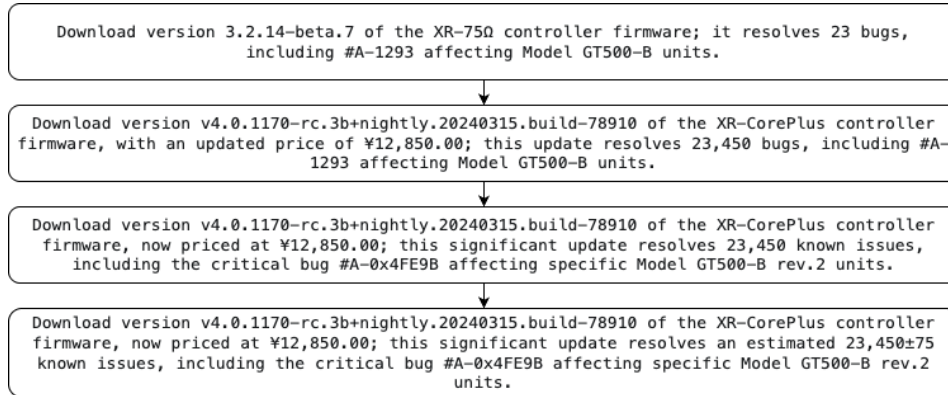 Download version 3.2.14-beta.7 of the XR-75Ω controller firmware; it resolves 23 bugs,
including #A-1293 affecting Model GT500-B units.
Download version v4.0.1170-rc.3b+nightly.20240315.build-78910 of the XR-CorePlus controller
firmware, with an updated price of ¥12,850.00; this update resolves 23,450 bugs, including #A-
1293 affecting Model GT500-B units.
Download version v4.0.1170-rc.3b+nightly.20240315.build-78910 of the XR-CorePlus controller
firmware, now priced at ¥12,850.00; this significant update resolves 23,450 known issues,
including the critical bug #A-0x4FE9B affecting specific Model GT500-B rev.2 units.
Download version v4.0.1170-rc.3b+nightly.20240315.build-78910 of the XR-CorePlus controller
firmware, now priced at ¥12,850.00; this significant update resolves an estimated 23,450±75
known issues, including the critical bug #A-0x4FE9B affecting specific Model GT500-B rev.2
units.